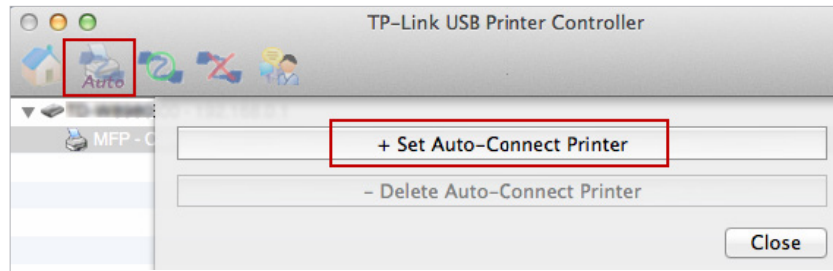 TP-Link USB Printer Controller
Auto
MFP - C
+ Set Auto-Connect Printer
- Delete Auto-Connect Printer
Close